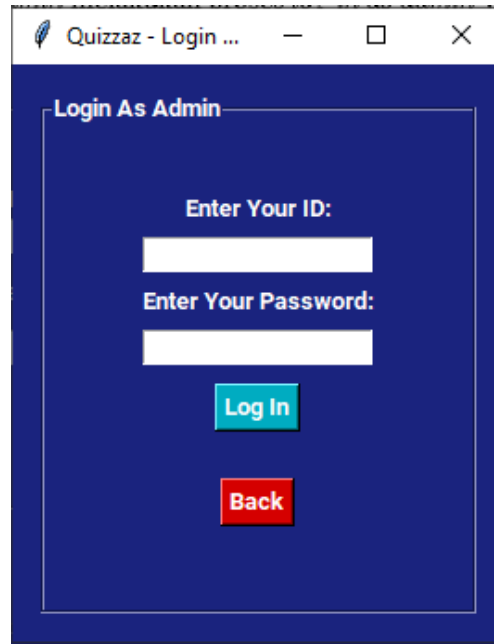 Quizzaz - Login ...
Login As Admin
Enter Your ID:
Enter Your Password:
Log In
Back